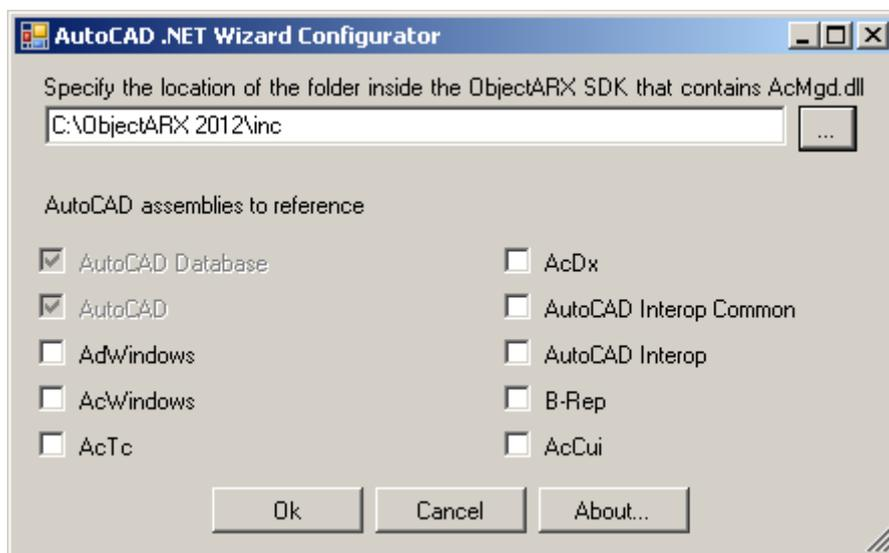 AutoCAD .NET Wizard Configurator
Specify the location of the folder inside the ObjectARX SDK that contains AcMgd.dll
C:\ObjectARX 2012\inc
...
AutoCAD assemblies to reference
AutoCAD Database
AcDx
AutoCAD
AutoCAD Interop Common
AdWindows
AutoCAD Interop
AcWindows
B-Rep
AcTc
AcCui
Ok
Cancel
About...